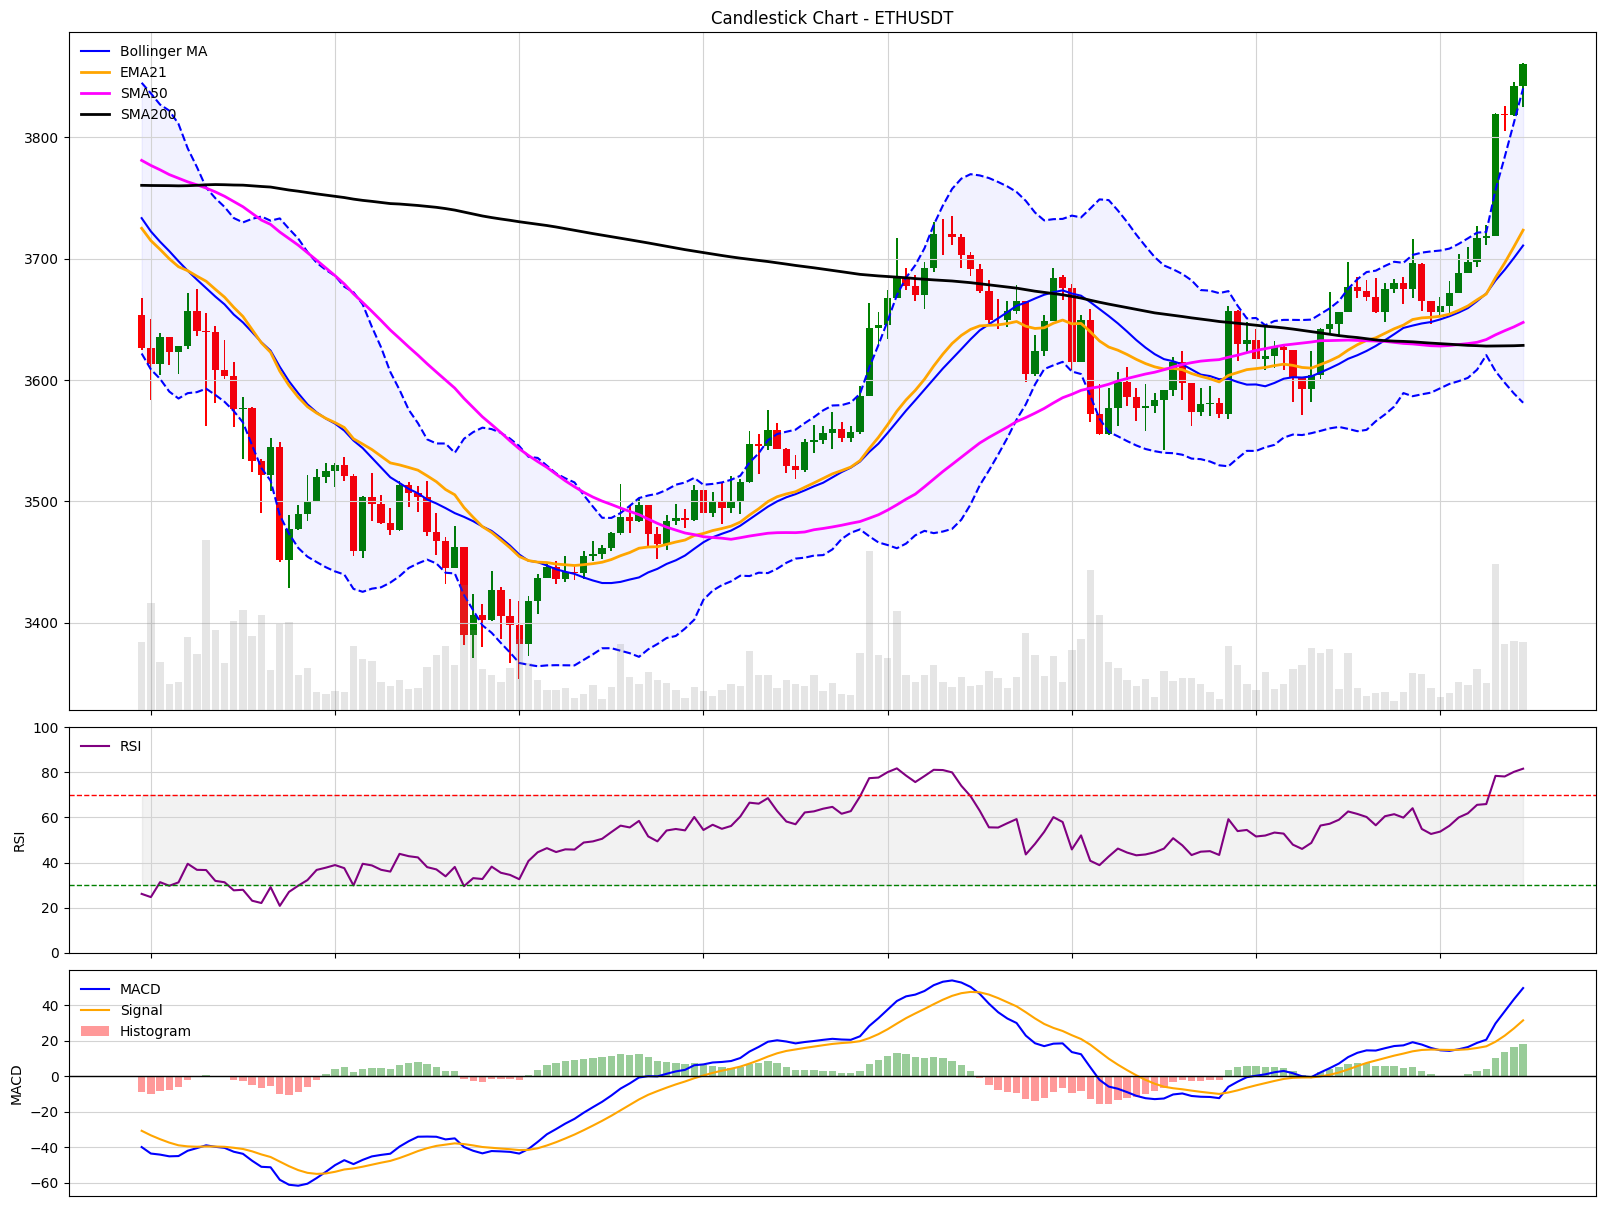 Candlestick Chart - ETHUSDT
Bollinger MA
EMA21
SMA50
SMA200
3800
3700
3600
3500
3400
100
80
60
40
20
0
RSI
RSI
40
20
0
−20
−40
−60
MACD
MACD
Signal
Histogram